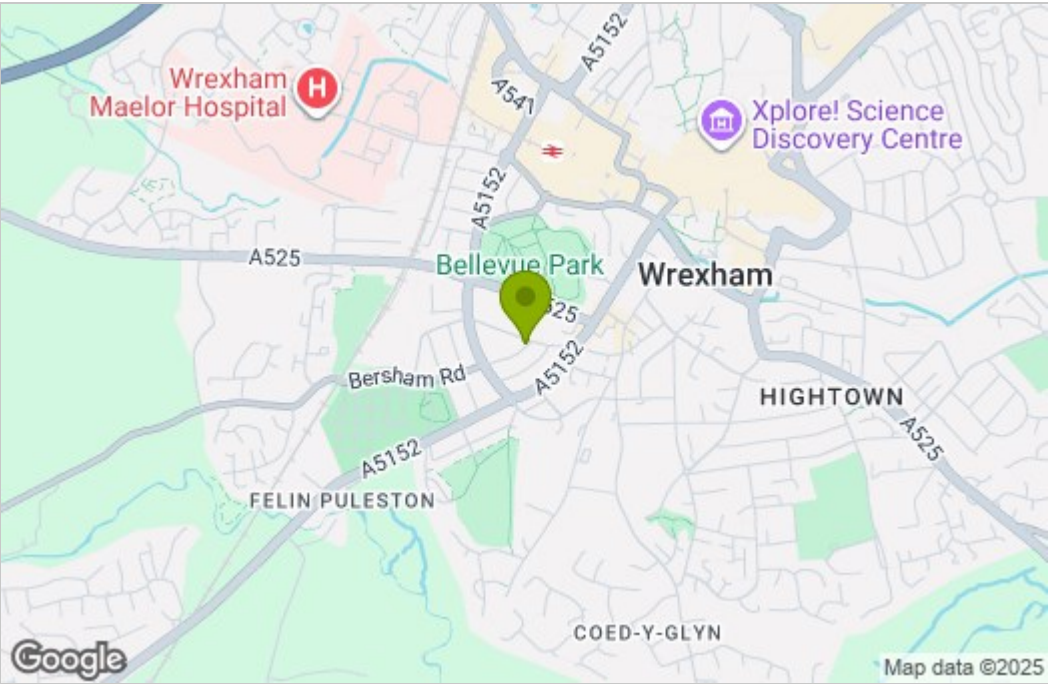 A5152
Wrexham
Maelor Hospital
H
A541
Xplore! Science
Discovery Centre
A5152
A525
Bellevue Park
Wrexham
525
Bersham Rd
A5152
HIGHTOWN
A525
A5152
FELIN PULESTON
COED-Y-GLYN
Google
Map data ©2025